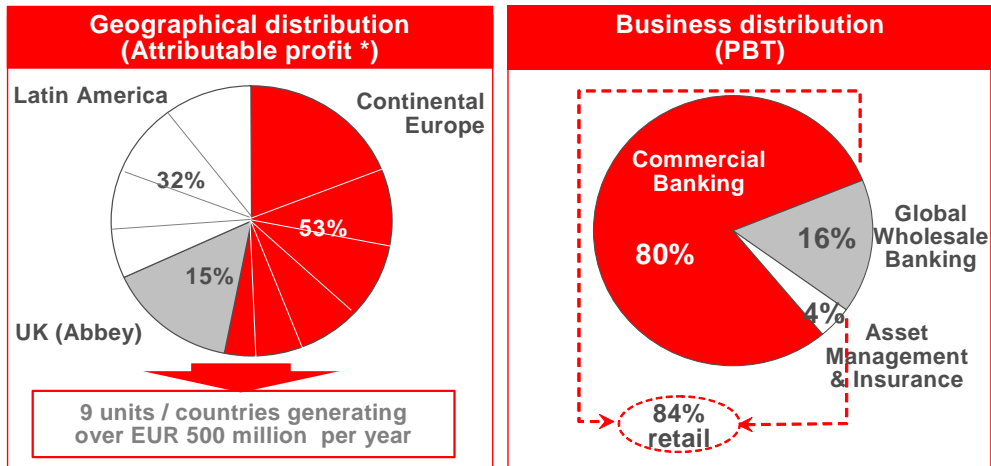 Geographical distribution
(Attributable profit *)
Latin America
Continental
Europe
32%
53%
15%
UK (Abbey)
9 units / countries generating
over EUR 500 million per year
Business distribution
(PBT)
Commercial
Banking
80%
16%
Global
Wholesale
Banking
4%
Asset
Management
& Insurance
84%
retail